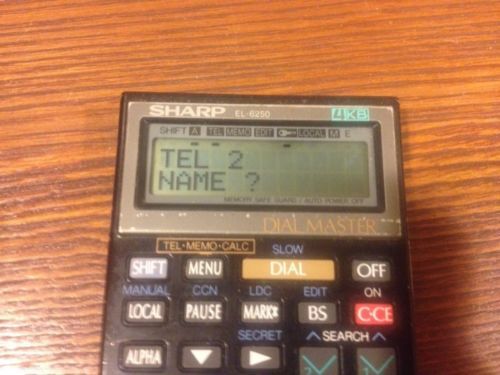 SHARP EL-6250 4KB
SHIFT A TEL MEMO EDIT LOCAL M E
TEL 2
NAME ?
MEMORY SAFE GUARD / AUTO POWER OFF
DIAL MASTER
TEL•MEMO•CALC SLOW
SHIFT MENU DIAL OFF
MANUAL CCN LDC EDIT ON
LOCAL PAUSE MARK* BS C•CE
SECRET SEARCH
ALPHA